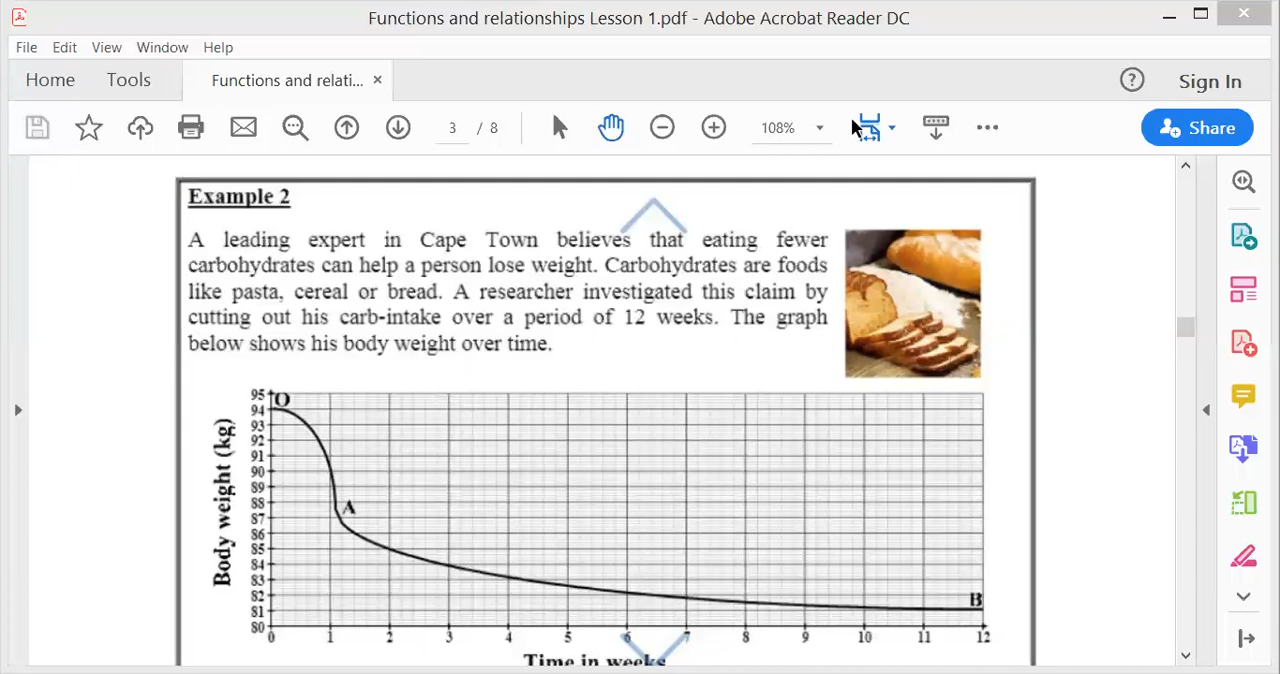 Functions and relationships Lesson 1.pdf - Adobe Acrobat Reader DC
File Edit View Window Help
Home Tools Functions and relati... × ? Sign In
3 / 8 108% Share
Example 2
A leading expert in Cape Town believes that eating fewer
carbohydrates can help a person lose weight. Carbohydrates are foods
like pasta, cereal or bread. A researcher investigated this claim by
cutting out his carb-intake over a period of 12 weeks. The graph
below shows his body weight over time.
Body weight (kg)
95
94
93
92
91
90
89
88
87
86
85
84
83
82
81
80
O
A
B
0 1 2 3 4 5 6 7 8 9 10 11 12
Time in weeks